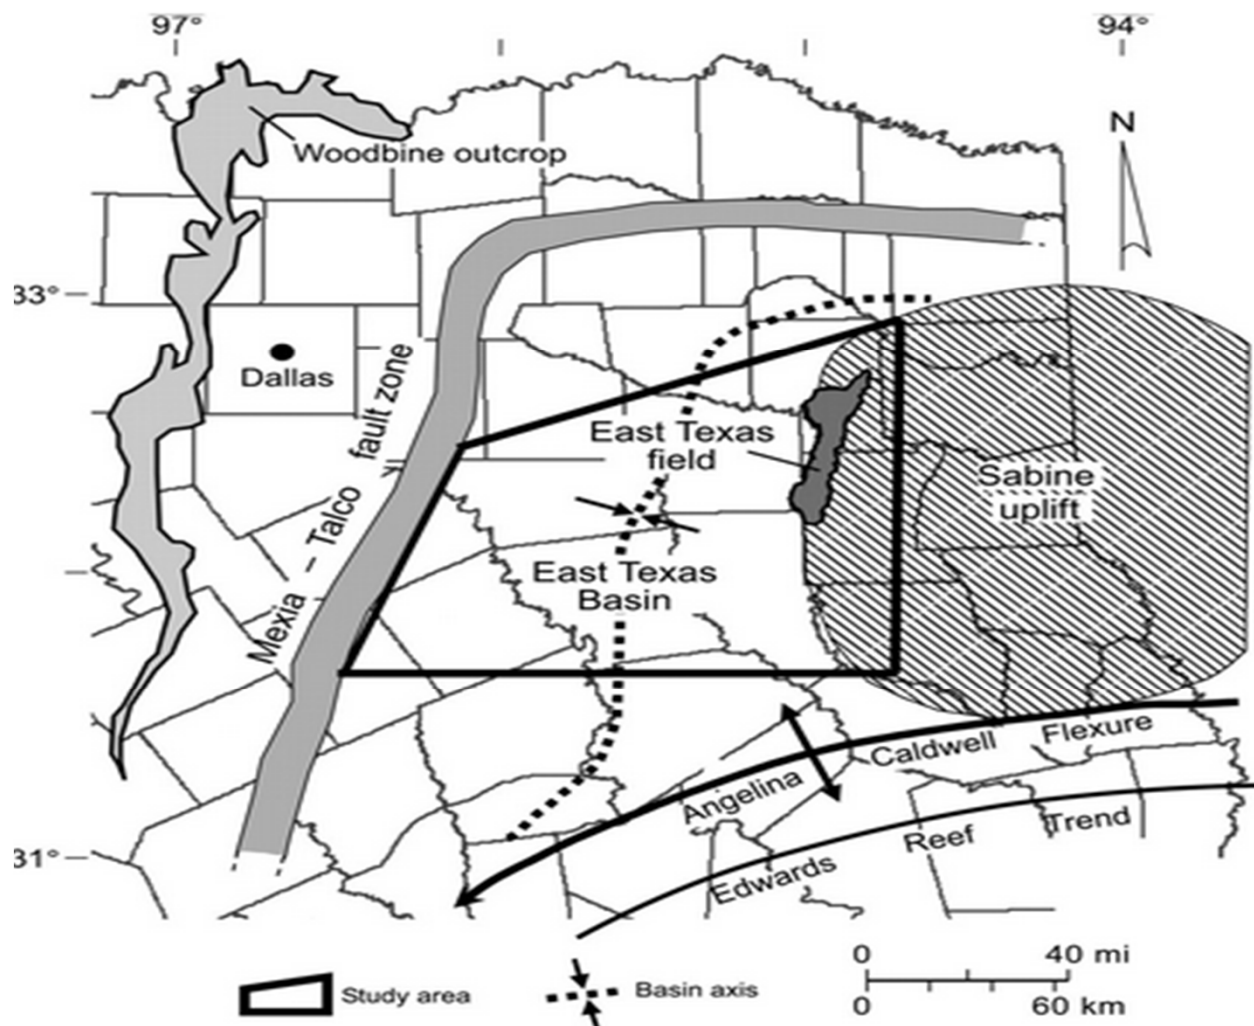 97°
94°
N
Woodbine outcrop
33°
Dallas
Mexia – Talco fault zone
East Texas
field
Sabine
uplift
East Texas
Basin
Angelina Caldwell Flexure
Edwards Reef Trend
31°
0 40 mi
0 60 km
Study area
Basin axis